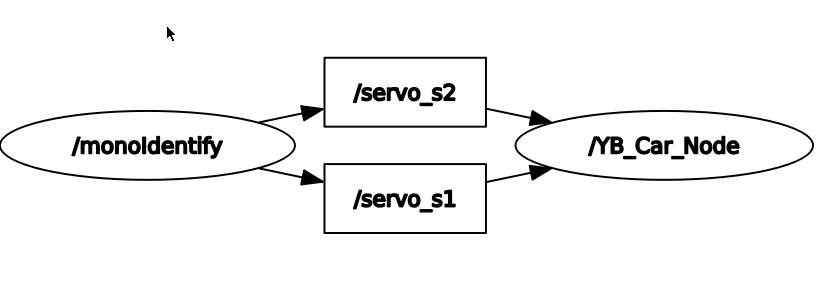 /servo_s2
/monoIdentify
/YB_Car_Node
/servo_s1